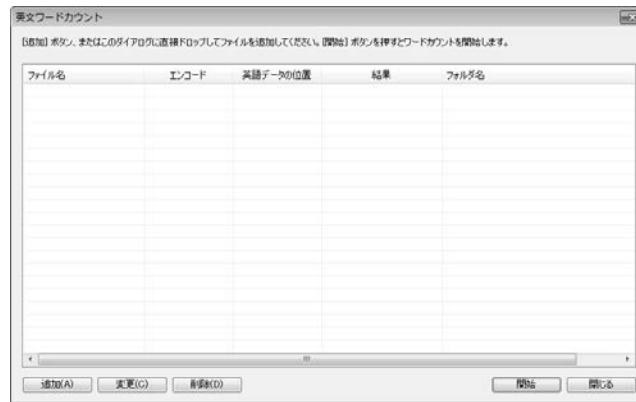 英文ワードカウント
[追加] ボタン、またはこのダイアログに直接ドロップしてファイルを追加してください。[開始] ボタンを押すとワードカウントを開始します。
ファイル名 エンコード 英語データの位置 結果 フォルダ名
追加(A) 変更(C) 削除(D) 開始 閉じる